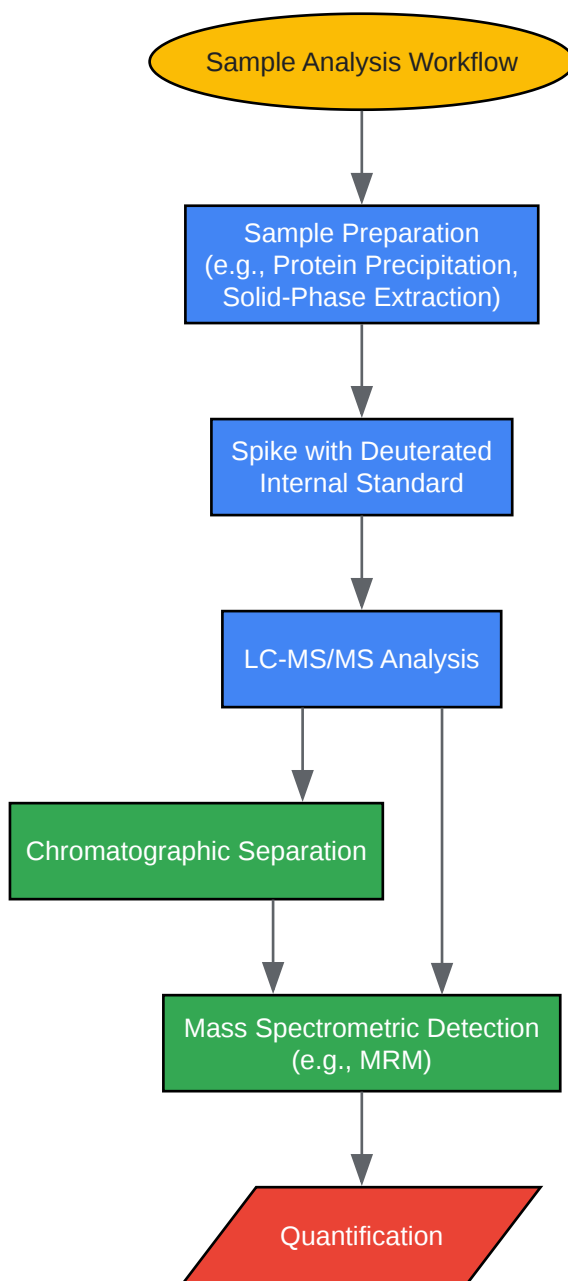 Sample Analysis Workflow
Sample Preparation
(e.g., Protein Precipitation,
Solid-Phase Extraction)
Spike with Deuterated
Internal Standard
LC-MS/MS Analysis
Chromatographic Separation
Mass Spectrometric Detection
(e.g., MRM)
Quantification